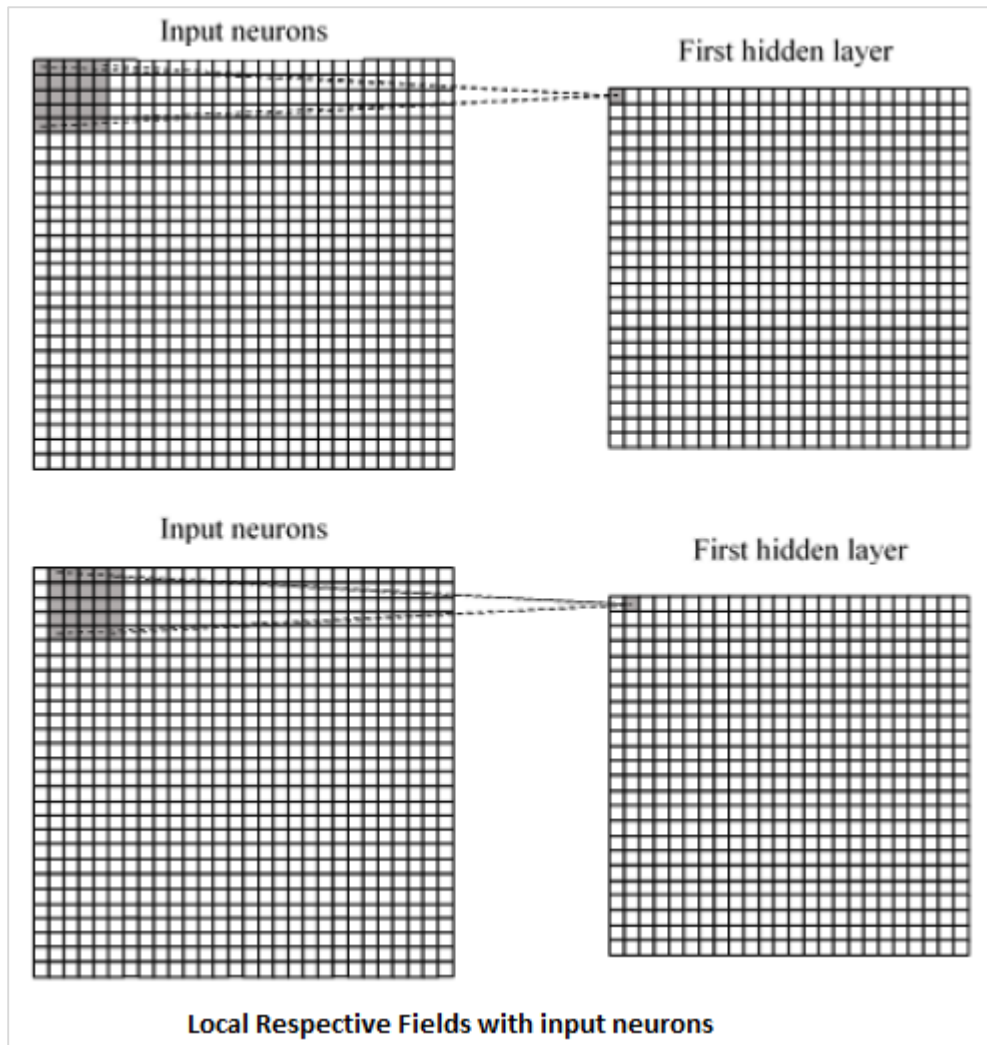 Input neurons
First hidden layer
Input neurons
First hidden layer
Local Respective Fields with input neurons